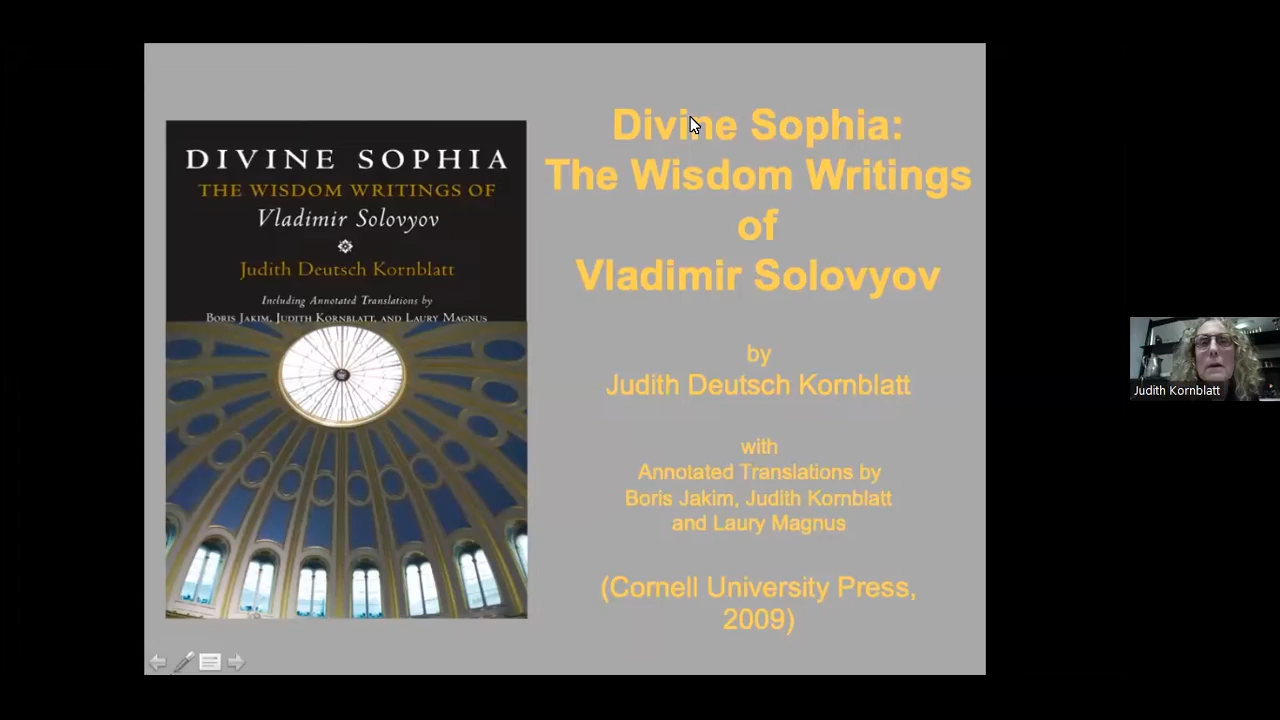 DIVINE SOPHIA
THE WISDOM WRITINGS OF
Vladimir Solovyov
Judith Deutsch Kornblatt
Including Annotated Translations by
Boris Jakim, Judith Kornblatt, and Laury Magnus
Divine Sophia:
The Wisdom Writings
of
Vladimir Solovyov
by
Judith Deutsch Kornblatt
with
Annotated Translations by
Boris Jakim, Judith Kornblatt
and Laury Magnus
(Cornell University Press,
2009)
Judith Kornblatt